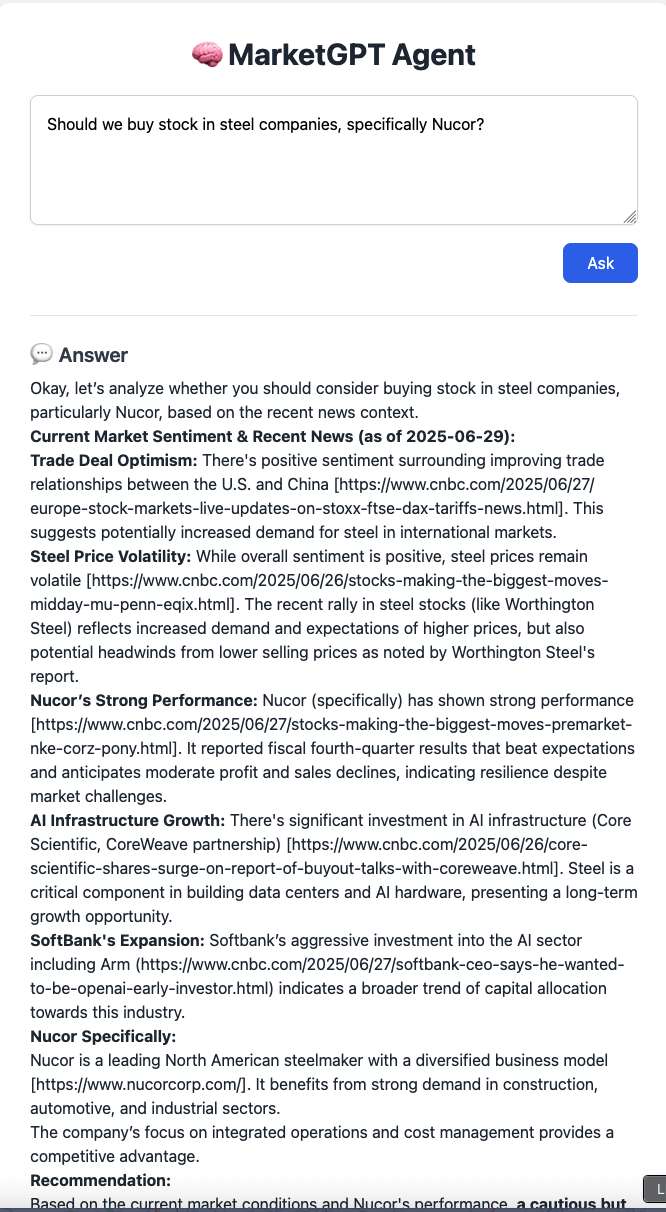 🧠 MarketGPT Agent
Should we buy stock in steel companies, specifically Nucor?
Ask
💬 Answer
Okay, let’s analyze whether you should consider buying stock in steel companies,
particularly Nucor, based on the recent news context.
Current Market Sentiment & Recent News (as of 2025-06-29):
Trade Deal Optimism: There's positive sentiment surrounding improving trade
relationships between the U.S. and China [https://www.cnbc.com/2025/06/27/
europe-stock-markets-live-updates-on-stoxx-ftse-dax-tariffs-news.html]. This
suggests potentially increased demand for steel in international markets.
Steel Price Volatility: While overall sentiment is positive, steel prices remain
volatile [https://www.cnbc.com/2025/06/26/stocks-making-the-biggest-moves-
midday-mu-penn-eqix.html]. The recent rally in steel stocks (like Worthington
Steel) reflects increased demand and expectations of higher prices, but also
potential headwinds from lower selling prices as noted by Worthington Steel's
report.
Nucor’s Strong Performance: Nucor (specifically) has shown strong performance
[https://www.cnbc.com/2025/06/27/stocks-making-the-biggest-moves-premarket-
nke-corz-pony.html]. It reported fiscal fourth-quarter results that beat expectations
and anticipates moderate profit and sales declines, indicating resilience despite
market challenges.
AI Infrastructure Growth: There's significant investment in AI infrastructure (Core
Scientific, CoreWeave partnership) [https://www.cnbc.com/2025/06/26/core-
scientific-shares-surge-on-report-of-buyout-talks-with-coreweave.html]. Steel is a
critical component in building data centers and AI hardware, presenting a long-term
growth opportunity.
SoftBank's Expansion: Softbank’s aggressive investment into the AI sector
including Arm (https://www.cnbc.com/2025/06/27/softbank-ceo-says-he-wanted-
to-be-openai-early-investor.html) indicates a broader trend of capital allocation
towards this industry.
Nucor Specifically:
Nucor is a leading North American steelmaker with a diversified business model
[https://www.nucorcorp.com/]. It benefits from strong demand in construction,
automotive, and industrial sectors.
The company’s focus on integrated operations and cost management provides a
competitive advantage.
Recommendation:
Based on the current market conditions and Nucor's performance, a cautious but
L